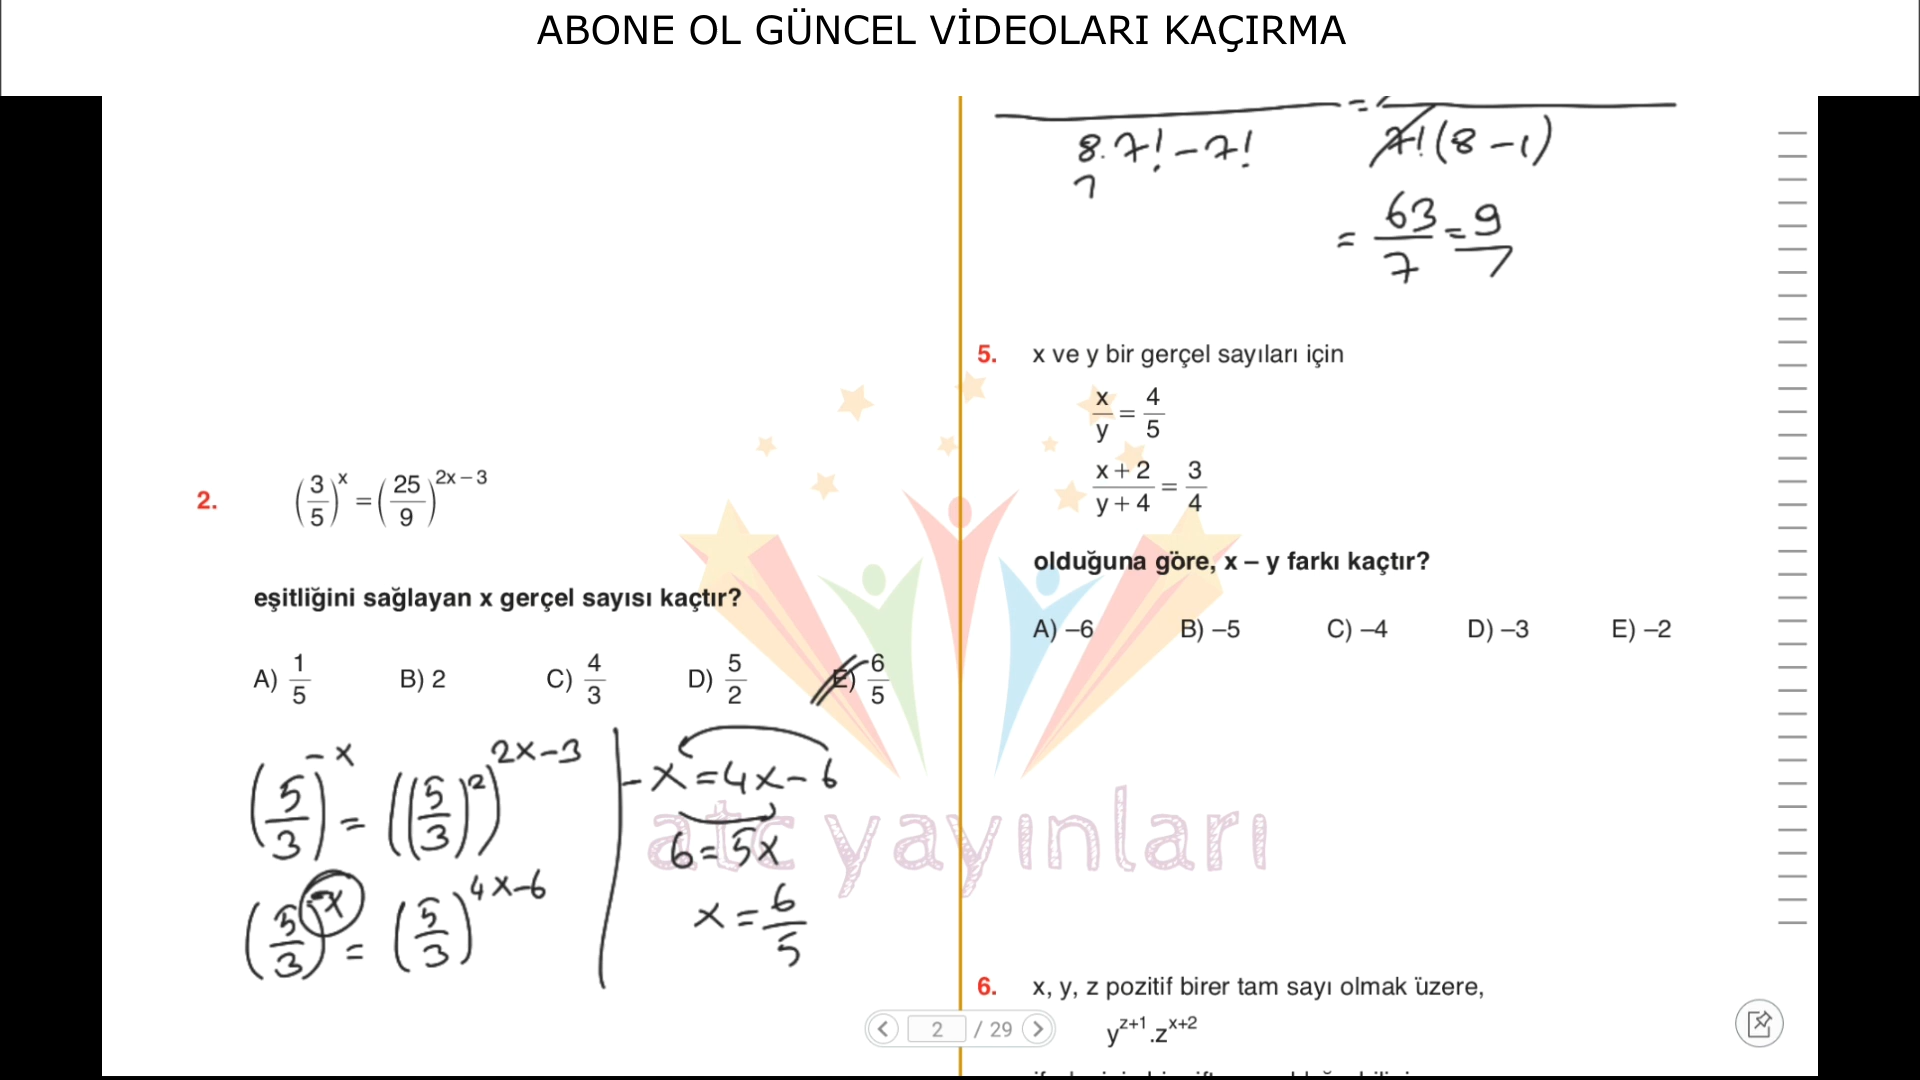 ABONE OL GÜNCEL VİDEOLARI KAÇIRMA
2. (3/5)^x = (25/9)^(2x – 3)
eşitliğini sağlayan x gerçel sayısı kaçtır?
A) 1/5 B) 2 C) 4/3 D) 5/2 E) 6/5
(5/3)^(-x) = ((5/3)^2)^(2x-3)
(5/3)^(-x) = (5/3)^(4x-6)
-x = 4x - 6
6 = 5x
x = 6/5
8.7! - 7! = 7!(8 - 1)
= 63/7 = 9
5. x ve y bir gerçel sayıları için
x/y = 4/5
x + 2 / y + 4 = 3/4
olduğuna göre, x – y farkı kaçtır?
A) –6 B) –5 C) –4 D) –3 E) –2
atc yayınları
6. x, y, z pozitif birer tam sayı olmak üzere,
y^(z+1) . z^(x+2)
2 / 29